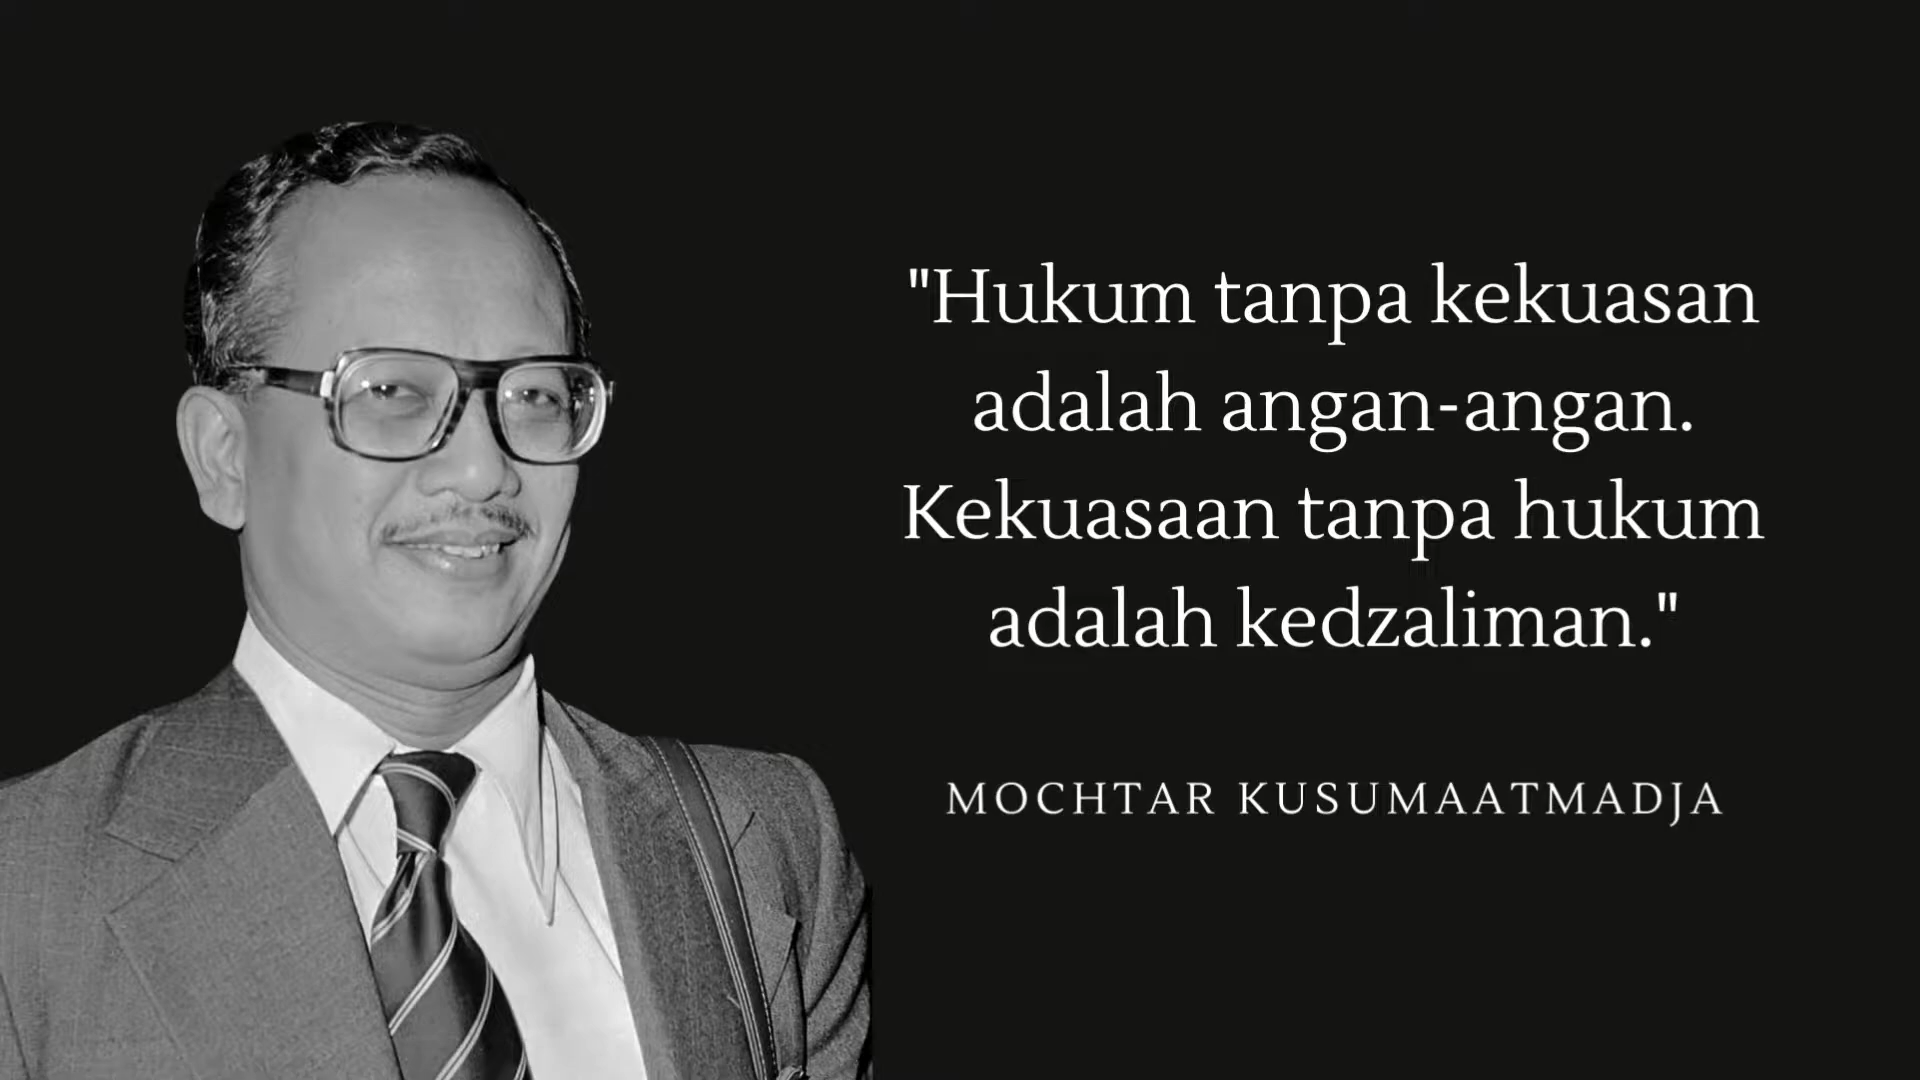 "Hukum tanpa kekuasan
adalah angan-angan.
Kekuasaan tanpa hukum
adalah kedzaliman."
MOCHTAR KUSUMAATMADJA